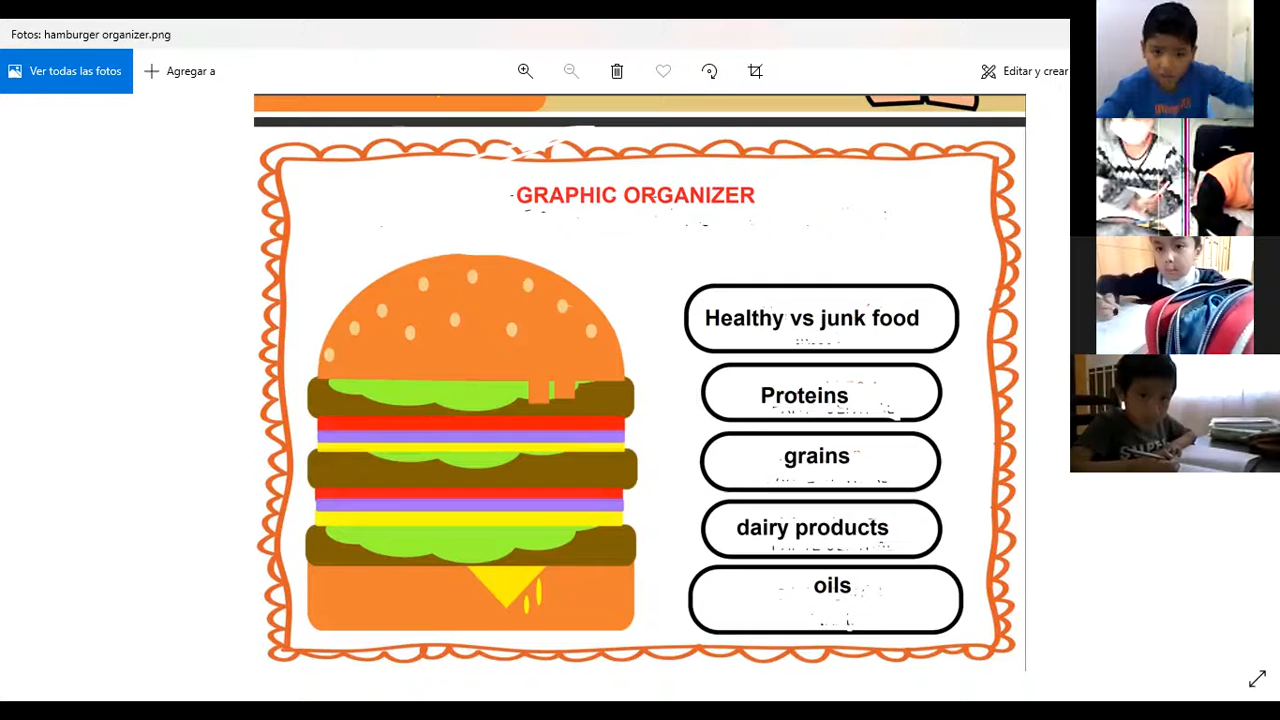 Fotos: hamburger organizer.png
Ver todas las fotos
Agregar a
Editar y crear
GRAPHIC ORGANIZER
Healthy vs junk food
Proteins
grains
dairy products
oils